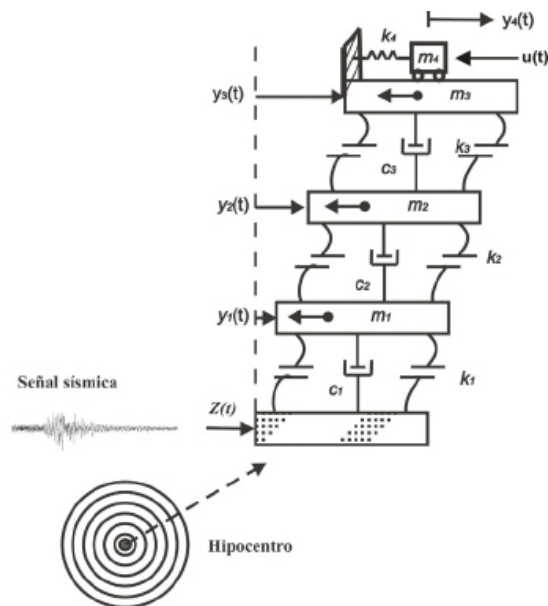 y₄(t)
k₄
m₄
u(t)
y₃(t)
m₃
k₃
c₃
y₂(t)
m₂
k₂
c₂
y₁(t)
m₁
Señal sísmica
k₁
c₁
Z(t)
Hipocentro